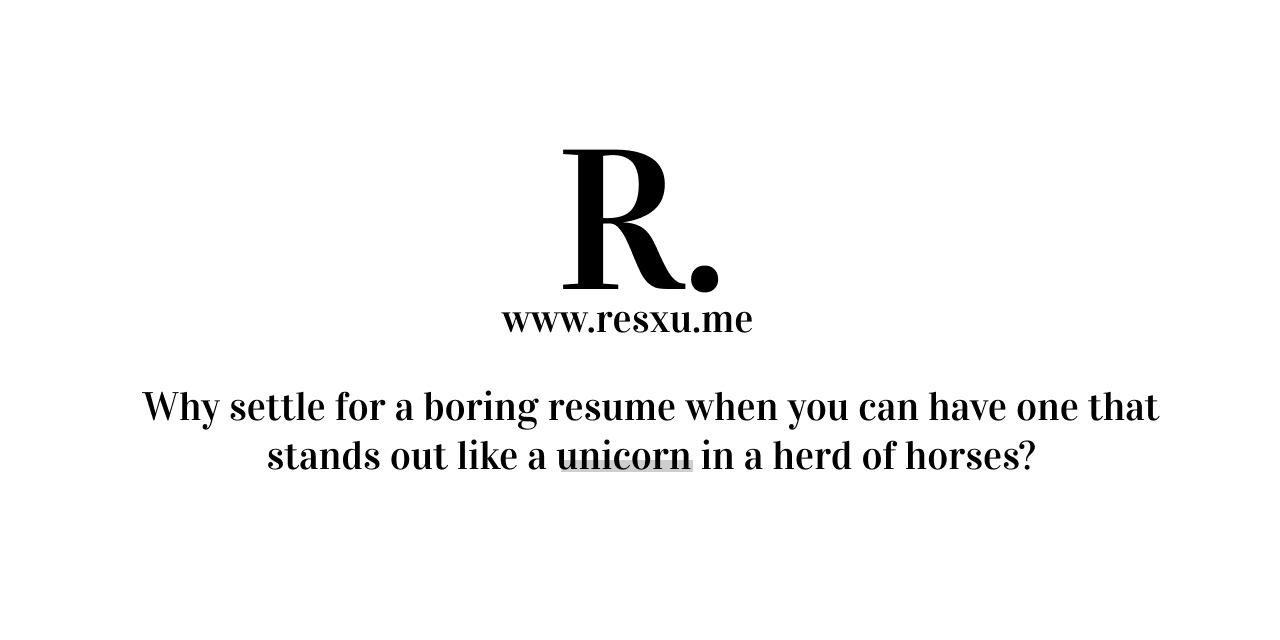 R.
www.resxu.me
Why settle for a boring resume when you can have one that
stands out like a unicorn in a herd of horses?